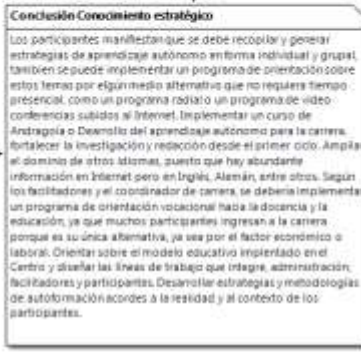 Conclusión Conocimiento estratégico
Los participantes manifiestan que se debe recopilar y generar
estrategias de aprendizaje autónomo en forma individual y grupal,
tambien se puede implementar un programa de orientación sobre
estos temas por elgún medio alternativo que no requiera tiempo
presencial, como un programa radial o un programa de video
conferencias subidos al Internet. Implementar un curso de
Andragogía o Desarrollo del aprendizaje autónomo para la carrera,
fortalecer la investigación y redacción desde el primer ciclo. Ampliar
el dominio de otros idiomas, puesto que hay abundante
información en Internet pero en Inglés, Alemán, entre otros. Según
los facilitadores y el coordinador de carrera, se debería implementa
un programa de orientación vocacional hacia la docencia y la
educación, ya que muchos participantes ingresan a la carrera
porque es su única alternativa, ya sea por el factor económico o
laboral. Orientar sobre el modelo educativo implentado en el
Centro y diseñar las líneas de trabajo que integre, administración,
facilitadores y participantes. Desarrollar estrategias y metodologías
de autoformación acordes a la realidad y al contexto de los
participantes.